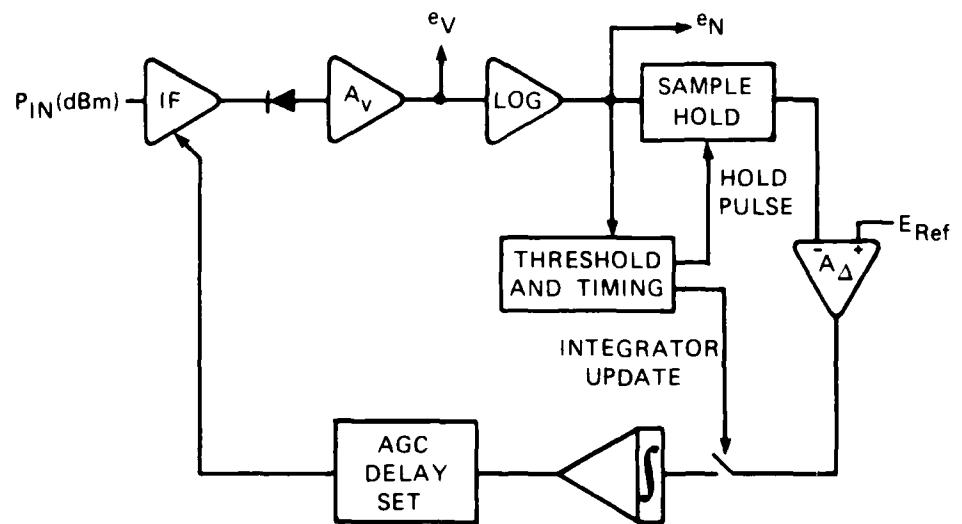 e_V
e_N
P_IN(dBm)
IF
A_v
LOG
SAMPLE
HOLD
HOLD
PULSE
E_Ref
- +
A_Δ
THRESHOLD
AND TIMING
INTEGRATOR
UPDATE
AGC
DELAY
SET
∫